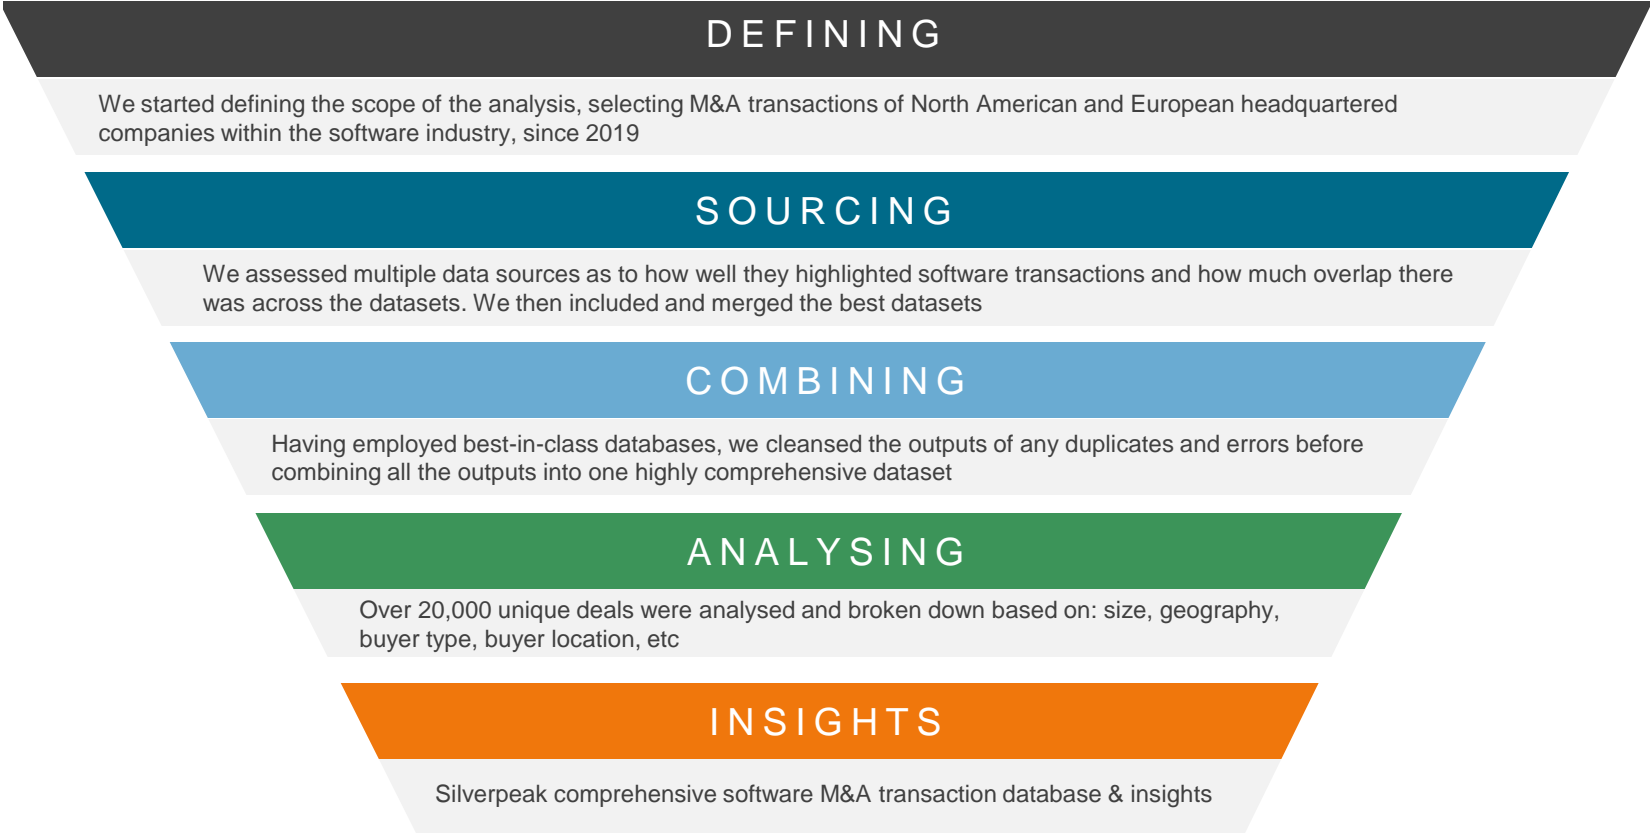 DEFINING
We started defining the scope of the analysis, selecting M&A transactions of North American and European headquartered
companies within the software industry, since 2019
SOURCING
We assessed multiple data sources as to how well they highlighted software transactions and how much overlap there
was across the datasets. We then included and merged the best datasets
COMBINING
Having employed best-in-class databases, we cleansed the outputs of any duplicates and errors before
combining all the outputs into one highly comprehensive dataset
ANALYSING
Over 20,000 unique deals were analysed and broken down based on: size, geography,
buyer type, buyer location, etc
INSIGHTS
Silverpeak comprehensive software M&A transaction database & insights